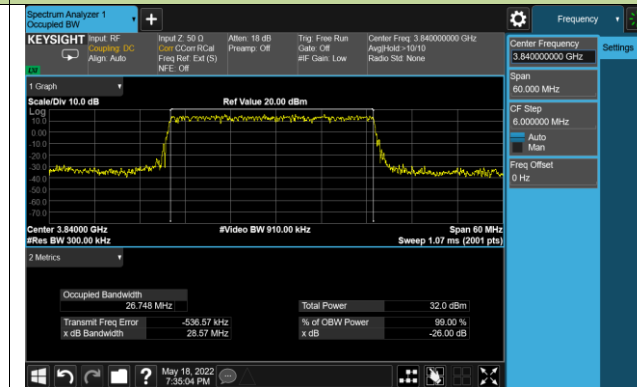 Spectrum Analyzer 1
Occupied BW
Frequency
KEYSIGHT
Input: RF
Coupling: DC
Align: Auto
Input Z: 50 Ω
Corr CCorr RCal
Freq Ref: Ext (S)
NFE: Off
Atten: 18 dB
Preamp: Off
Trig: Free Run
Gate: Off
#IF Gain: Low
Center Freq: 3.840000000 GHz
Avg|Hold:>10/10
Radio Std: None
Center Frequency
3.840000000 GHz
Settings
Span
60.000 MHz
CF Step
6.000000 MHz
Auto
Man
Freq Offset
0 Hz
1 Graph
Scale/Div 10.0 dB
Ref Value 20.00 dBm
Log
10.0
0.00
-10.0
-20.0
-30.0
-40.0
-50.0
-60.0
-70.0
Center 3.84000 GHz
#Video BW 910.00 kHz
Span 60 MHz
#Res BW 300.00 kHz
Sweep 1.07 ms (2001 pts)
2 Metrics
Occupied Bandwidth
26.748 MHz
Total Power 32.0 dBm
Transmit Freq Error -536.57 kHz
% of OBW Power 99.00 %
x dB Bandwidth 28.57 MHz
x dB -26.00 dB
?
May 18, 2022
7:35:04 PM